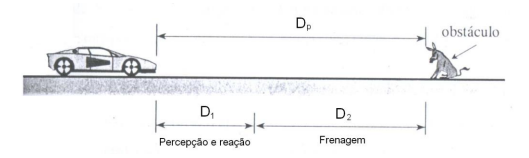 Dp
obstáculo
D1
D2
Percepção e reação
Frenagem